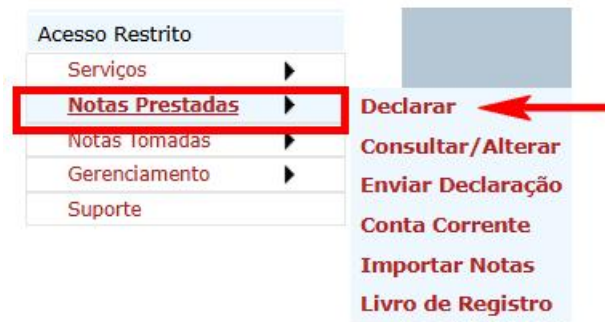 Acesso Restrito
Serviços
Notas Prestadas
Notas Tomadas
Gerenciamento
Suporte
Declarar
Consultar/Alterar
Enviar Declaração
Conta Corrente
Importar Notas
Livro de Registro